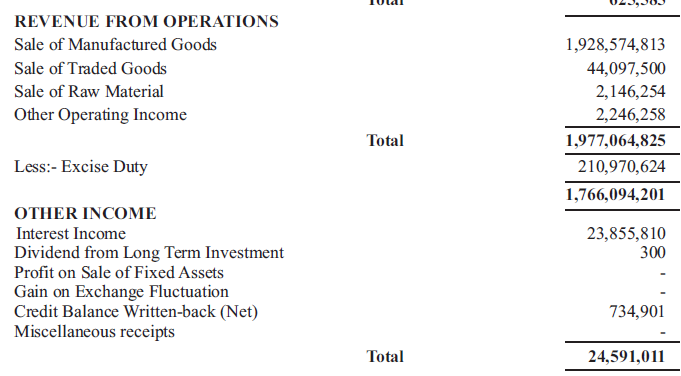 Total 625,585
REVENUE FROM OPERATIONS
Sale of Manufactured Goods 1,928,574,813
Sale of Traded Goods 44,097,500
Sale of Raw Material 2,146,254
Other Operating Income 2,246,258
Total 1,977,064,825
Less:- Excise Duty 210,970,624
1,766,094,201
OTHER INCOME
Interest Income 23,855,810
Dividend from Long Term Investment 300
Profit on Sale of Fixed Assets -
Gain on Exchange Fluctuation -
Credit Balance Written-back (Net) 734,901
Miscellaneous receipts -
Total 24,591,011